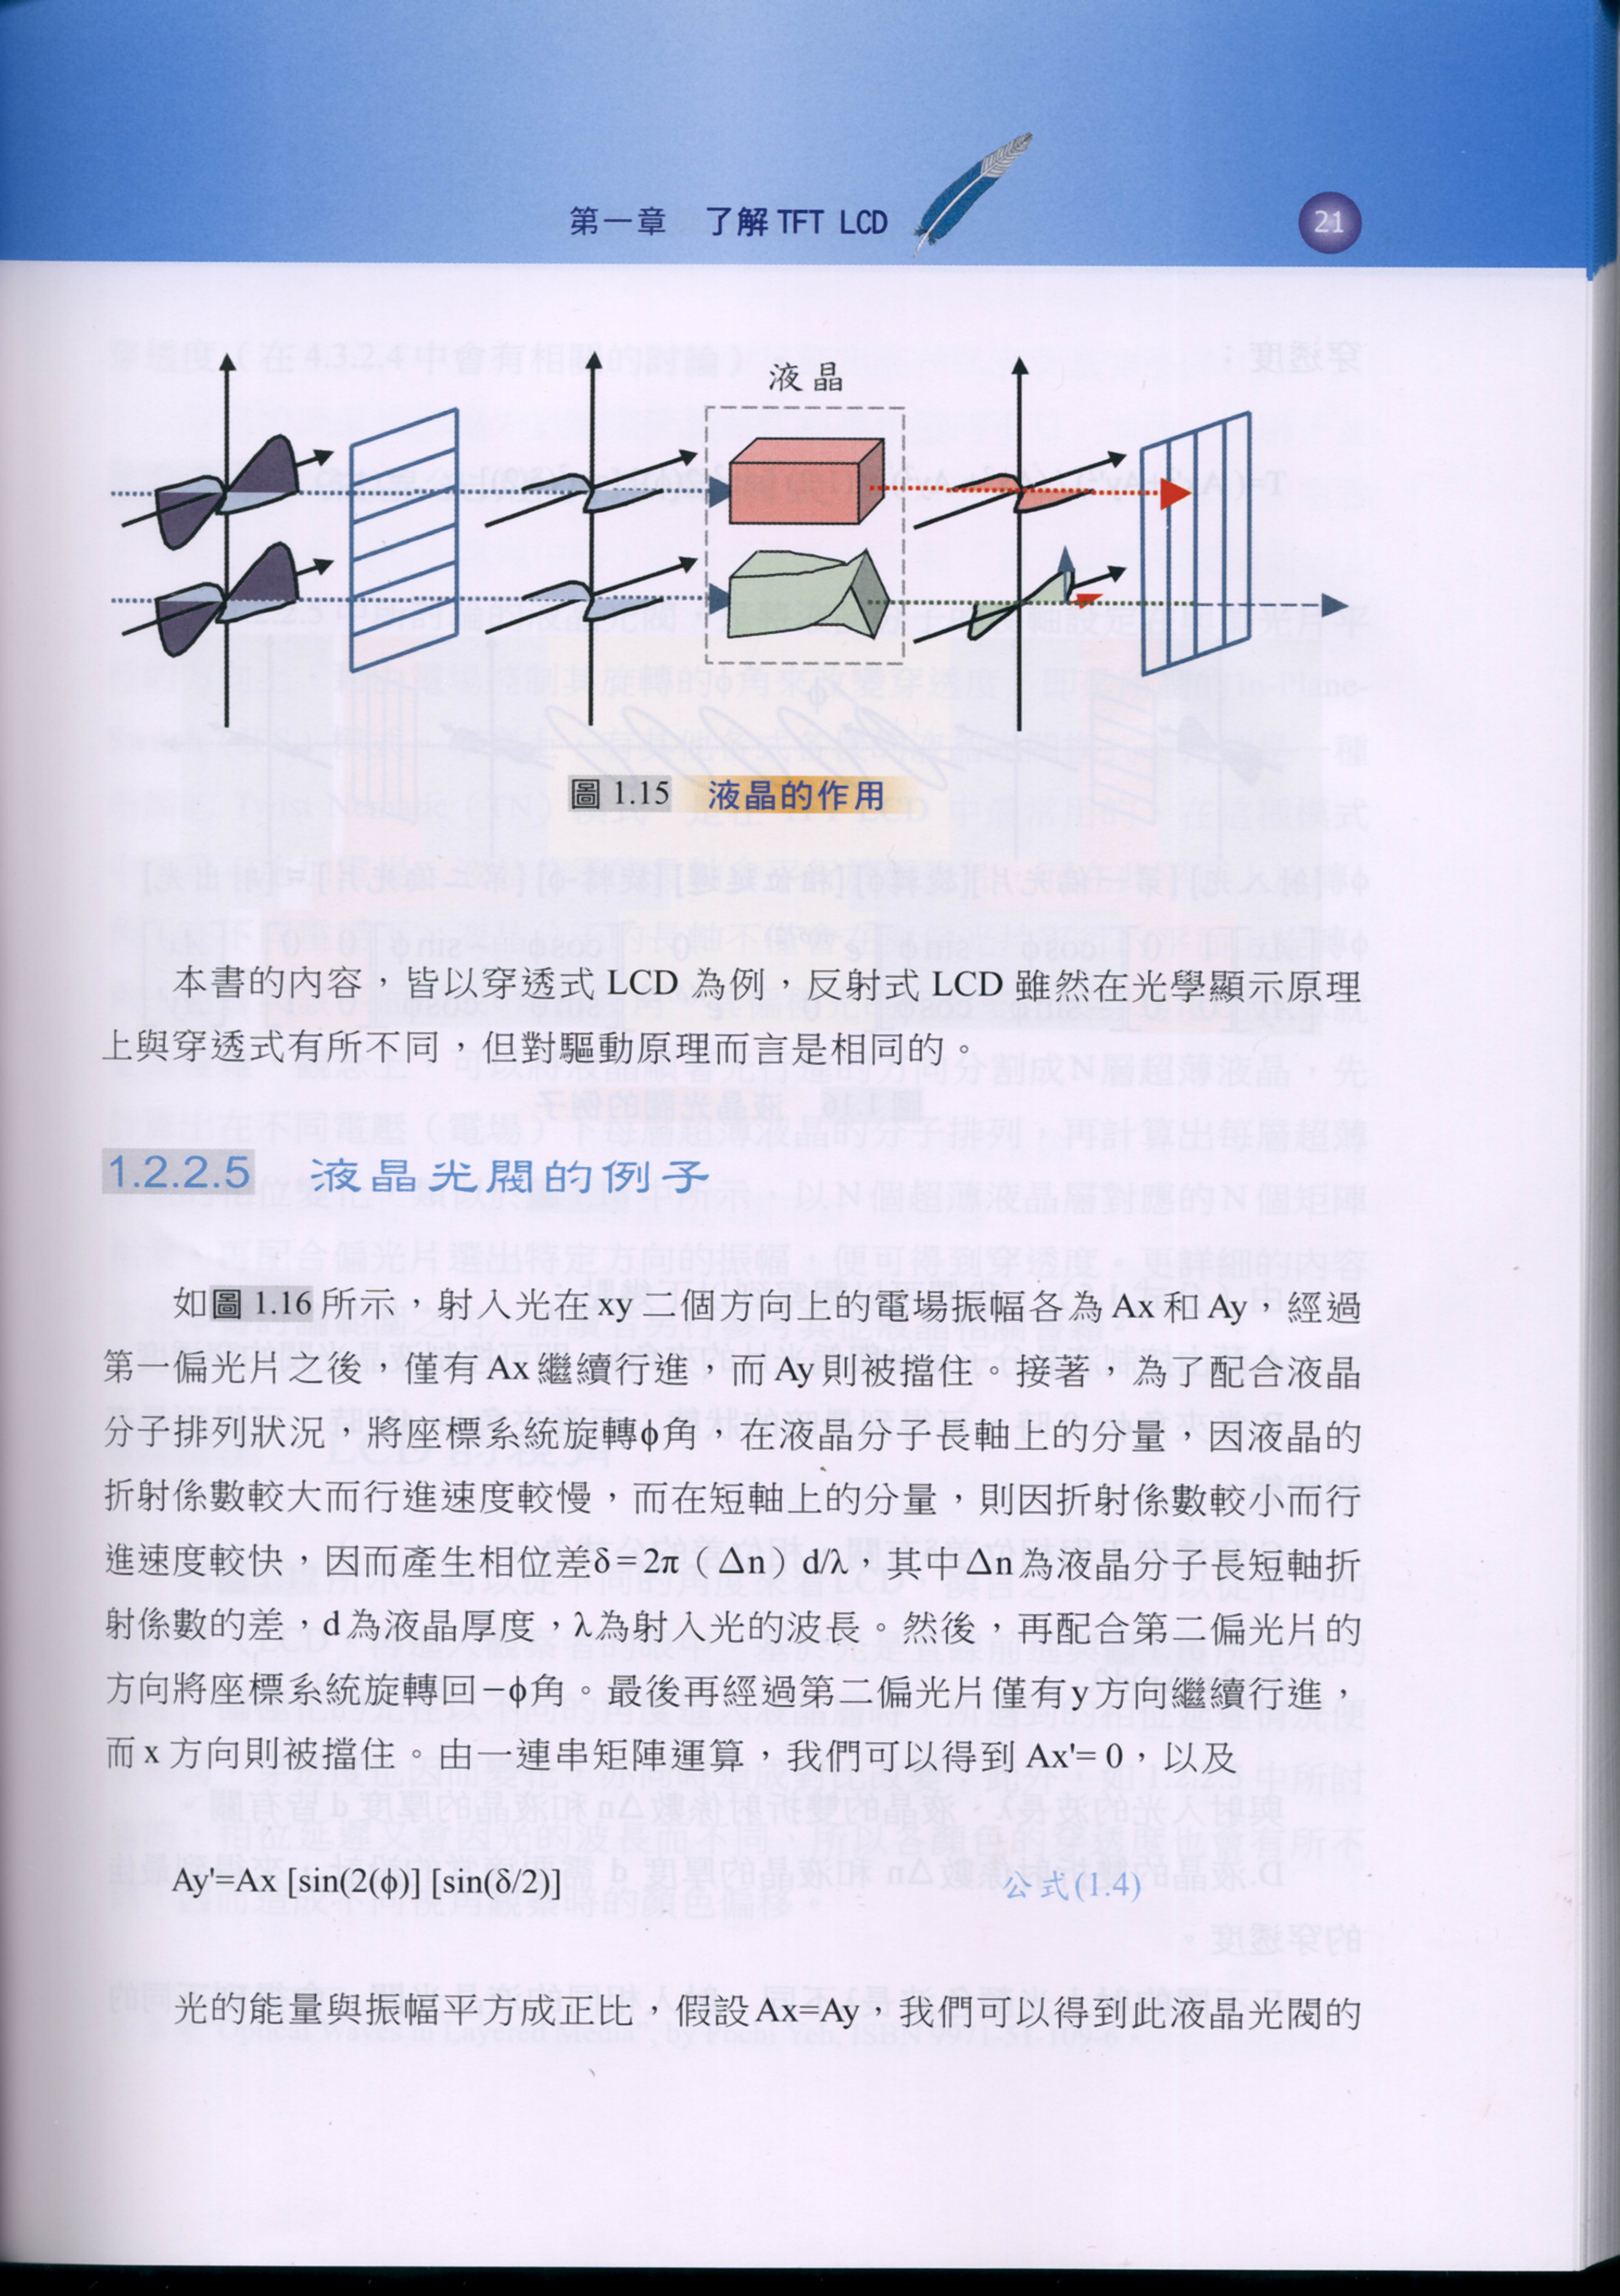 第一章 了解 TFT LCD
21
液晶
圖 1.15 液晶的作用
本書的內容，皆以穿透式 LCD 為例，反射式 LCD 雖然在光學顯示原理
上與穿透式有所不同，但對驅動原理而言是相同的。
1.2.2.5 液晶光閥的例子
如圖 1.16 所示，射入光在 xy 二個方向上的電場振幅各為 Ax 和 Ay，經過
第一偏光片之後，僅有 Ax 繼續行進，而 Ay 則被擋住。接著，為了配合液晶
分子排列狀況，將座標系統旋轉ϕ角，在液晶分子長軸上的分量，因液晶的
折射係數較大而行進速度較慢，而在短軸上的分量，則因折射係數較小而行
進速度較快，因而產生相位差δ=2π（Δn）d/λ，其中Δn為液晶分子長短軸折
射係數的差，d為液晶厚度，λ為射入光的波長。然後，再配合第二偏光片的
方向將座標系統旋轉回－ϕ角。最後再經過第二偏光片僅有y 方向繼續行進，
而 x 方向則被擋住。由一連串矩陣運算，我們可以得到 Ax'= 0，以及
Ay'=Ax [sin(2(ϕ)] [sin(δ/2)] 公式(1.4)
光的能量與振幅平方成正比，假設 Ax=Ay，我們可以得到此液晶光閥的